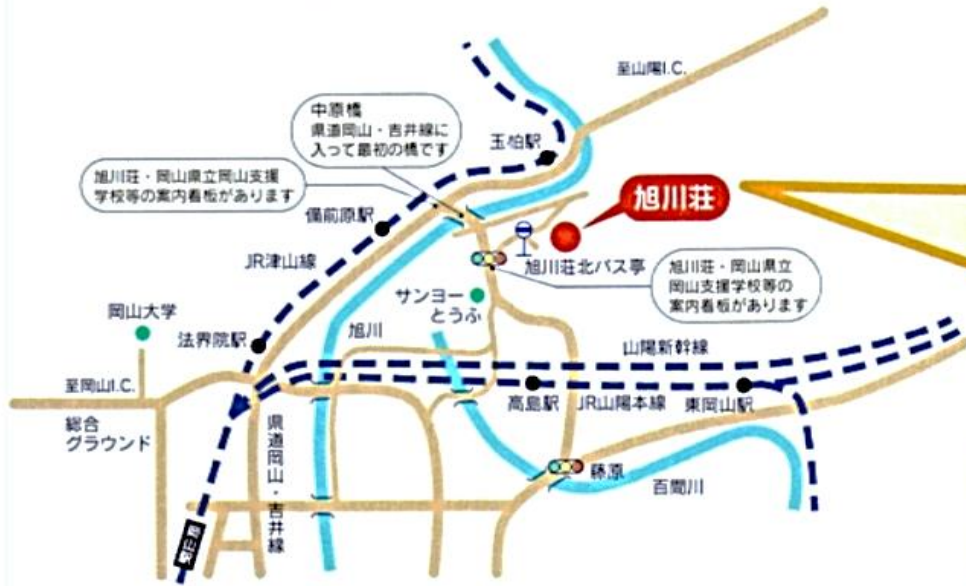 至山陽I.C.
中原橋
県道岡山・吉井線に
入って最初の橋です
玉柏駅
旭川荘・岡山県立岡山支援
学校等の案内看板があります
旭川荘
備前原駅
JR津山線
旭川荘北バス亭
旭川荘・岡山県立
岡山支援学校等の
案内看板があります
サンヨー
とうふ
岡山大学
旭川
法界院駅
山陽新幹線
至岡山I.C.
高島駅
JR山陽本線
東岡山駅
総合
グラウンド
県道岡山・吉井線
藤原
百間川
岡山駅